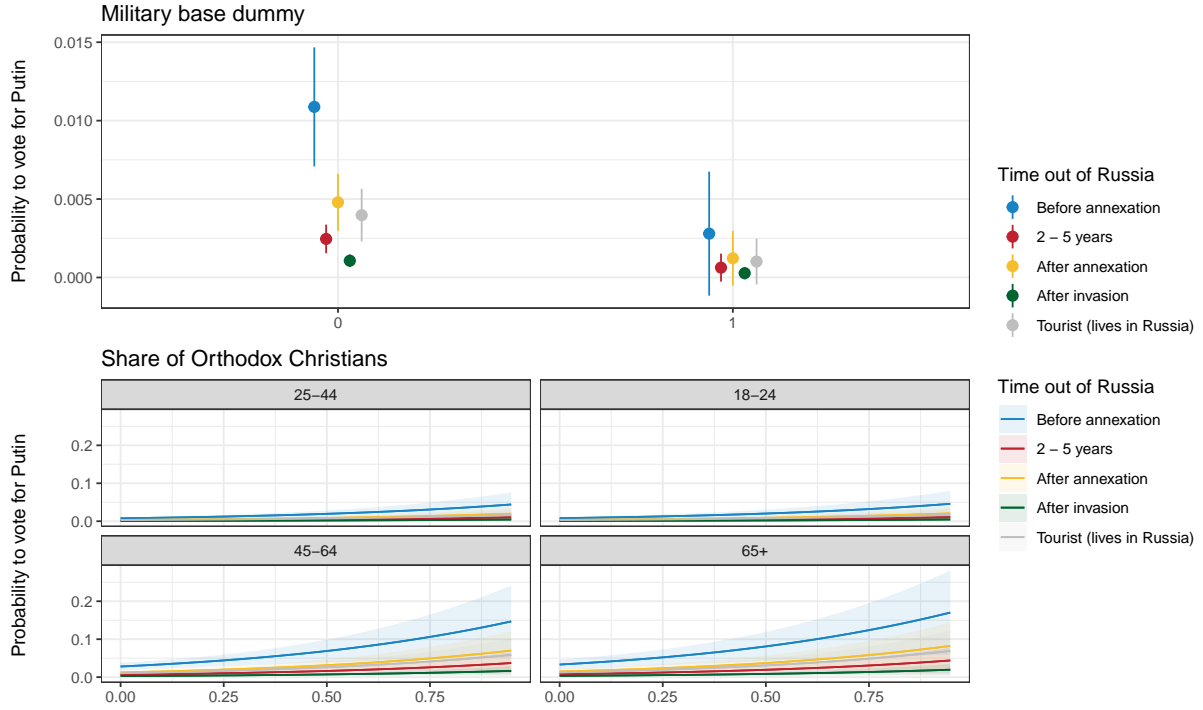 Military base dummy
Probability to vote for Putin
0.015
0.010
0.005
0.000
0
1
Time out of Russia
Before annexation
2 − 5 years
After annexation
After invasion
Tourist (lives in Russia)
Share of Orthodox Christians
Probability to vote for Putin
25−44
18−24
0.2
0.1
0.0
Probability to vote for Putin
45−64
65+
0.2
0.1
0.0
0.00
0.25
0.50
0.75
0.00
0.25
0.50
0.75
Time out of Russia
Before annexation
2 − 5 years
After annexation
After invasion
Tourist (lives in Russia)